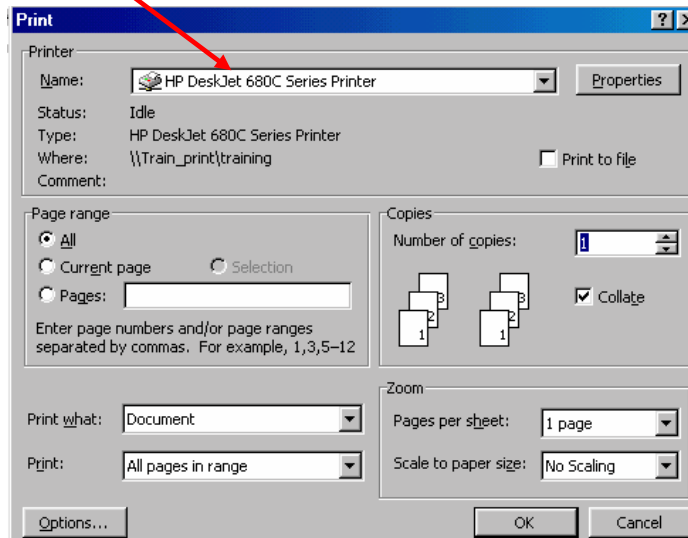 Print
Printer
Name: HP DeskJet 680C Series Printer Properties
Status: Idle
Type: HP DeskJet 680C Series Printer
Where: \\Train_print\training Print to file
Comment:
Page range
All
Current page Selection
Pages:
Enter page numbers and/or page ranges
separated by commas. For example, 1,3,5–12
Copies
Number of copies: 1
3 3
2 2
1 1
Collate
Print what: Document
Print: All pages in range
Zoom
Pages per sheet: 1 page
Scale to paper size: No Scaling
Options... OK Cancel